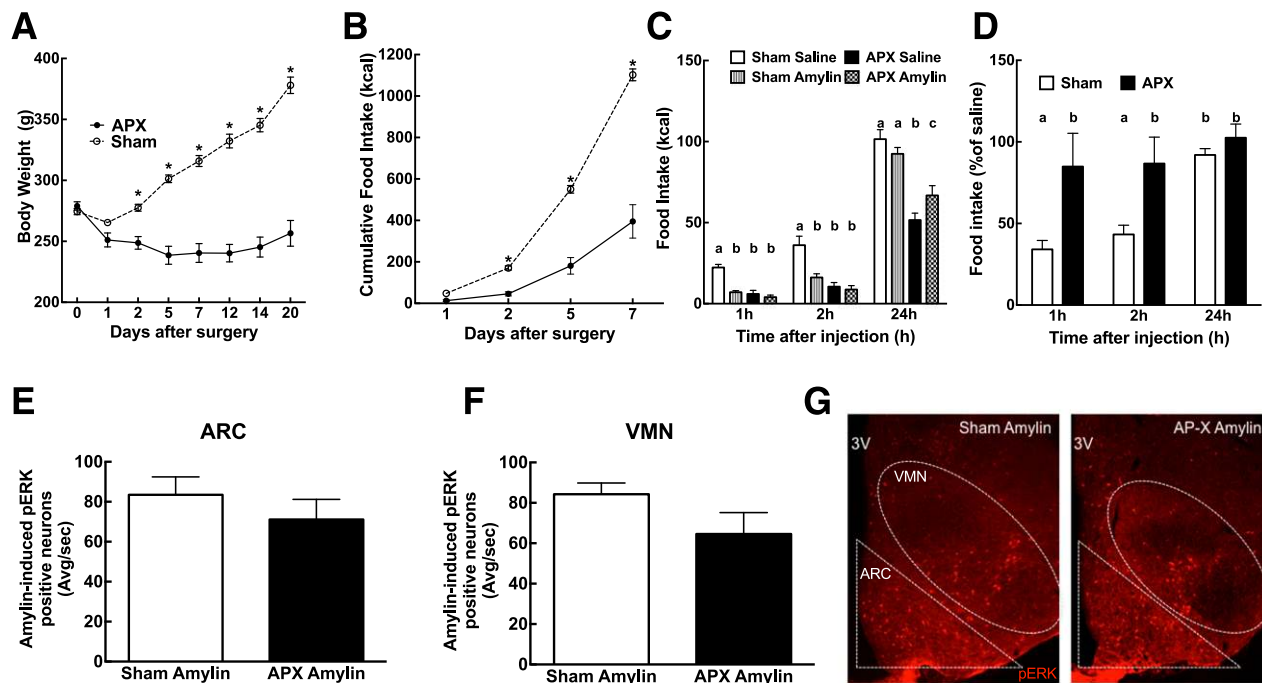 A
Body Weight (g)
400
350
300
250
200
APX
Sham
*
*
*
*
*
*
*
0 1 2 5 7 12 14 20
Days after surgery
B
Cumulative Food Intake (kcal)
1200
1000
800
600
400
200
0
*
*
*
1 2 5 7
Days after surgery
C
Food Intake (kcal)
150
100
50
0
Sham Saline APX Saline
Sham Amylin APX Amylin
a b b b
a b b b
a a b c
1h 2h 24h
Time after injection (h)
D
Food intake (%of saline)
150
100
50
0
Sham APX
a b a b b b
1h 2h 24h
Time after injection (h)
E
ARC
Amylin-induced pERK
positive neurons
(Avg/sec)
100
80
60
40
20
0
Sham Amylin APX Amylin
F
VMN
Amylin-induced pERK
positive neurons
(Avg/sec)
100
80
60
40
20
0
Sham Amylin APX Amylin
G
Sham Amylin
3V
VMN
ARC
pERK
AP-X Amylin
3V